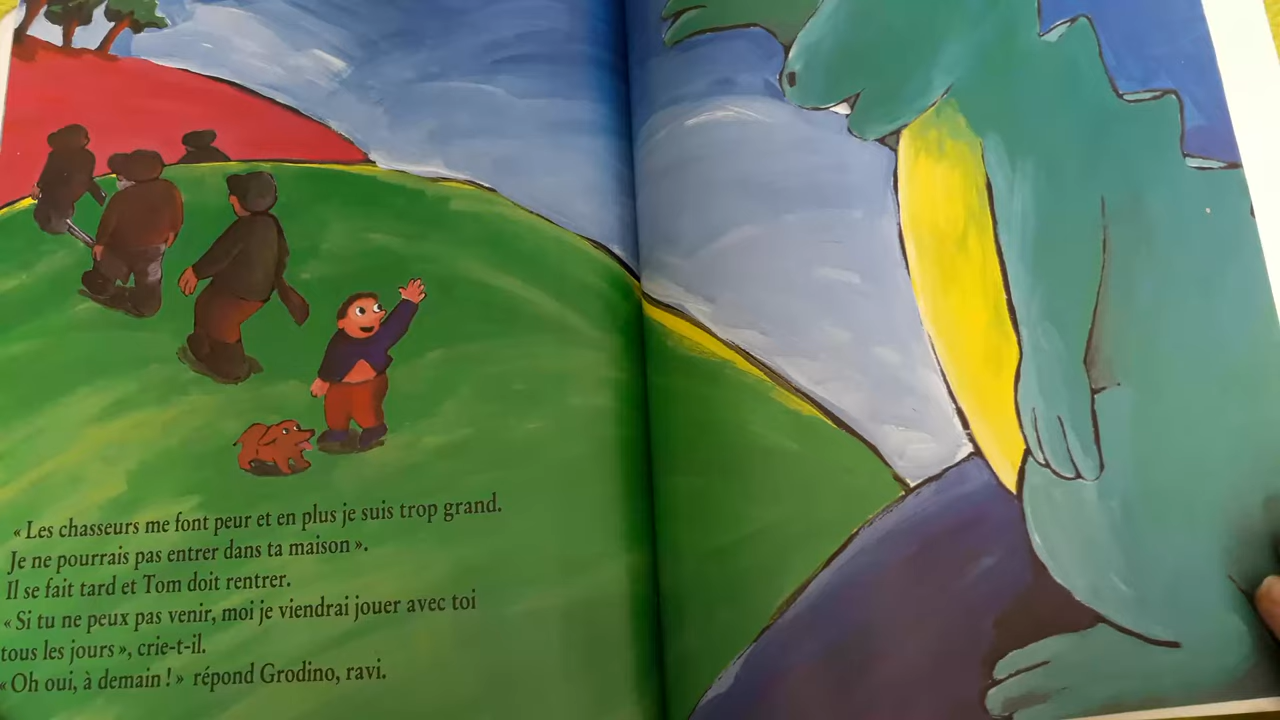 « Les chasseurs me font peur et en plus je suis trop grand.
Je ne pourrais pas entrer dans ta maison ».
Il se fait tard et Tom doit rentrer.
« Si tu ne peux pas venir, moi je viendrai jouer avec toi
tous les jours », crie-t-il.
« Oh oui, à demain ! » répond Grodino, ravi.